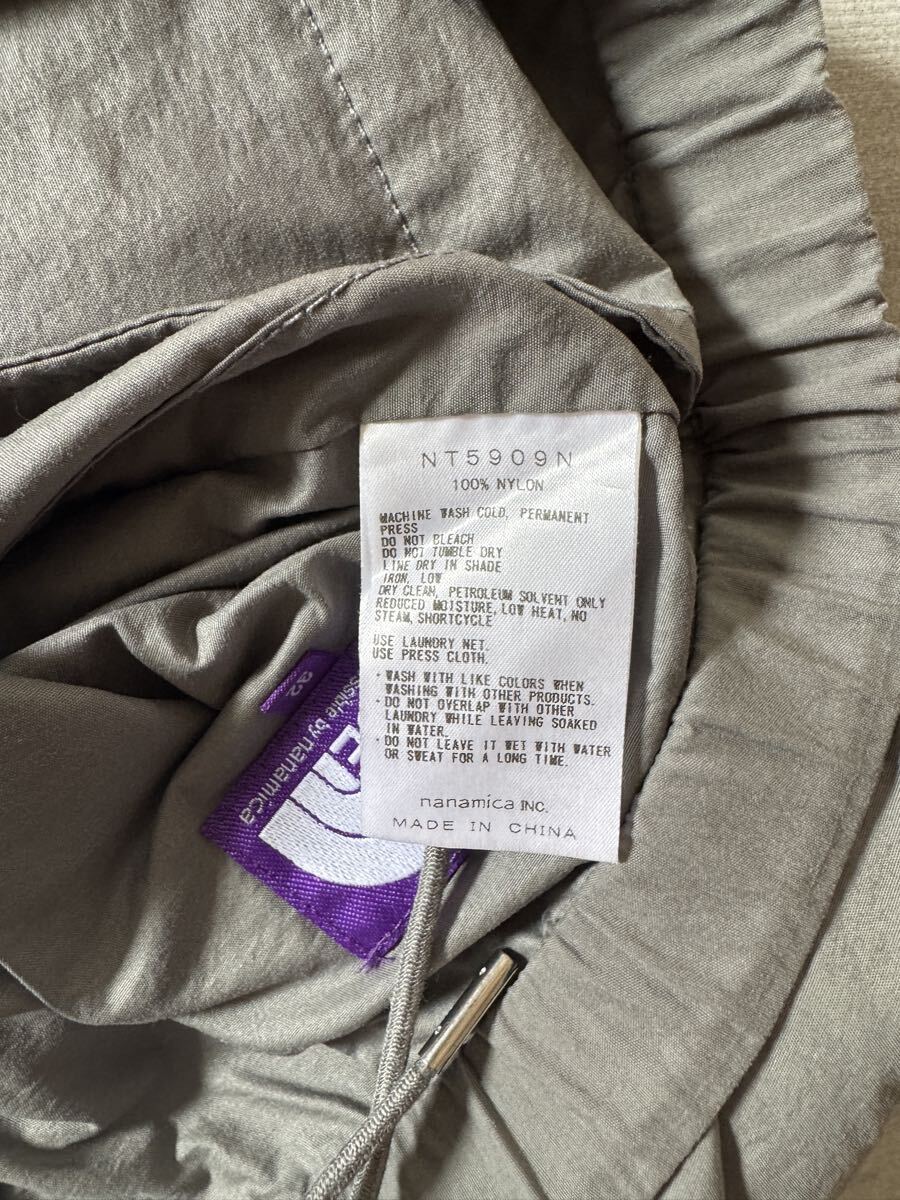 NT5909N
100% NYLON
MACHINE WASH COLD, PERMANENT
PRESS
DO NOT BLEACH
DO NOT TUMBLE DRY
LINE DRY IN SHADE
IRON, LOW
DRY CLEAN, PETROLEUM SOLVENT ONLY
REDUCED MOISTURE, LOW HEAT, NO
STEAM, SHORTCYCLE
USE LAUNDRY NET.
USE PRESS CLOTH.
・WASH WITH LIKE COLORS WHEN
WASHING WITH OTHER PRODUCTS.
・DO NOT OVERLAP WITH OTHER
LAUNDRY WHILE LEAVING SOAKED
IN WATER.
・DO NOT LEAVE IT WET WITH WATER
OR SWEAT FOR A LONG TIME.
nanamica INC.
MADE IN CHINA
32
by nanamica